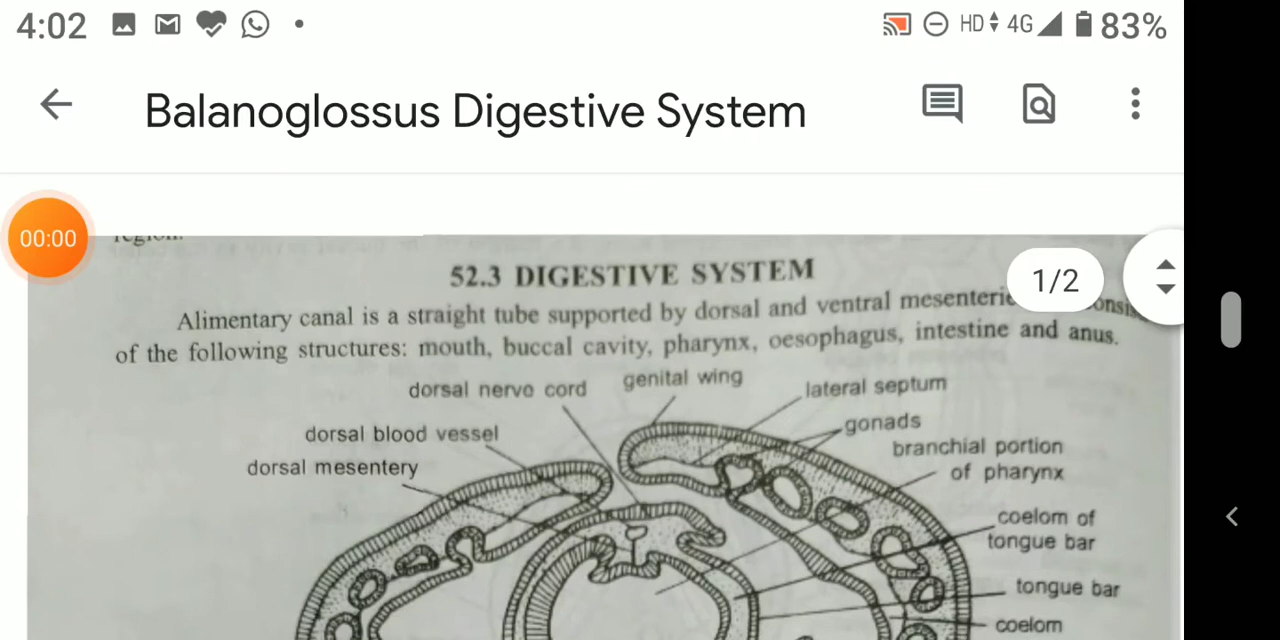 4:02 HD 4G 83%
Balanoglossus Digestive System
00:00
region.
52.3 DIGESTIVE SYSTEM
1/2
Alimentary canal is a straight tube supported by dorsal and ventral
of the following structures: mouth, buccal cavity, pharynx, oesophagus, intestine and anus.
dorsal nerve cord
genital wing
lateral septum
gonads
dorsal blood vessel
branchial portion
of pharynx
dorsal mesentery
coelom of
tongue bar
tongue bar
coelom